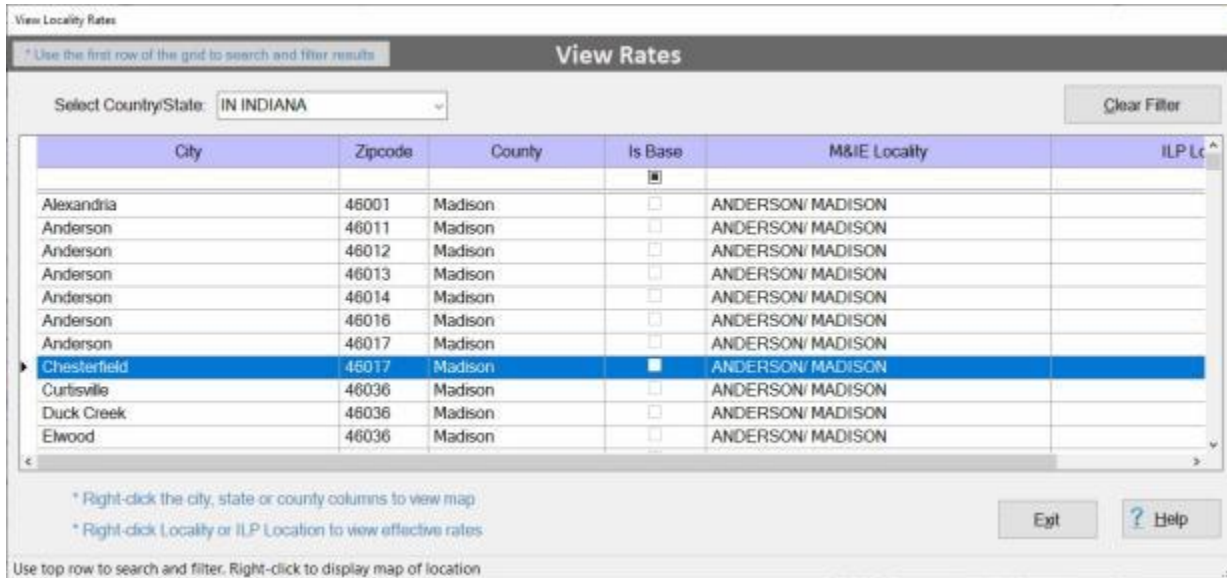 View Locality Rates
* Use the first row of the grid to search and filter results
View Rates
Select Country/State: IN INDIANA
Clear Filter
City Zipcode County Is Base M&IE Locality ILP Lo
Alexandria 46001 Madison ANDERSON/ MADISON
Anderson 46011 Madison ANDERSON/ MADISON
Anderson 46012 Madison ANDERSON/ MADISON
Anderson 46013 Madison ANDERSON/ MADISON
Anderson 46014 Madison ANDERSON/ MADISON
Anderson 46016 Madison ANDERSON/ MADISON
Anderson 46017 Madison ANDERSON/ MADISON
Chesterfield 46017 Madison ANDERSON/ MADISON
Curtisville 46036 Madison ANDERSON/ MADISON
Duck Creek 46036 Madison ANDERSON/ MADISON
Elwood 46036 Madison ANDERSON/ MADISON
* Right-click the city, state or county columns to view map
* Right-click Locality or ILP Location to view effective rates
Exit
? Help
Use top row to search and filter. Right-click to display map of location